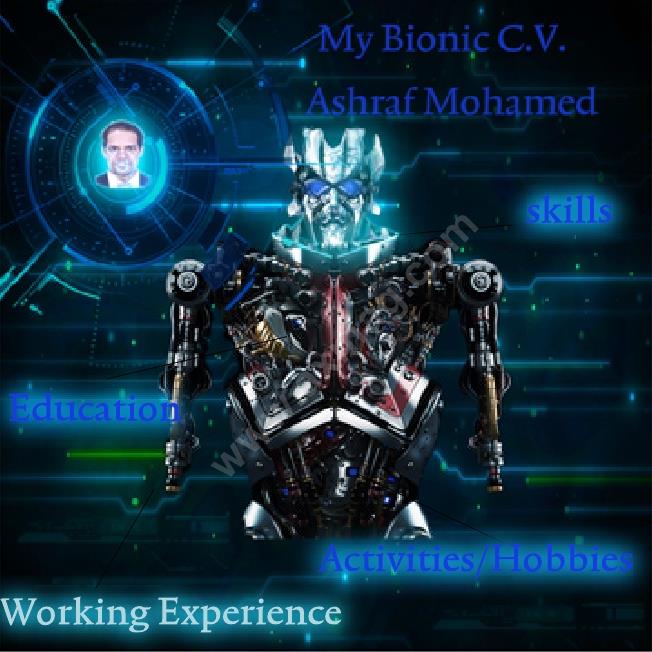 My Bionic C.V.
Ashraf Mohamed
skills
Education
Activities/Hobbies
Working Experience